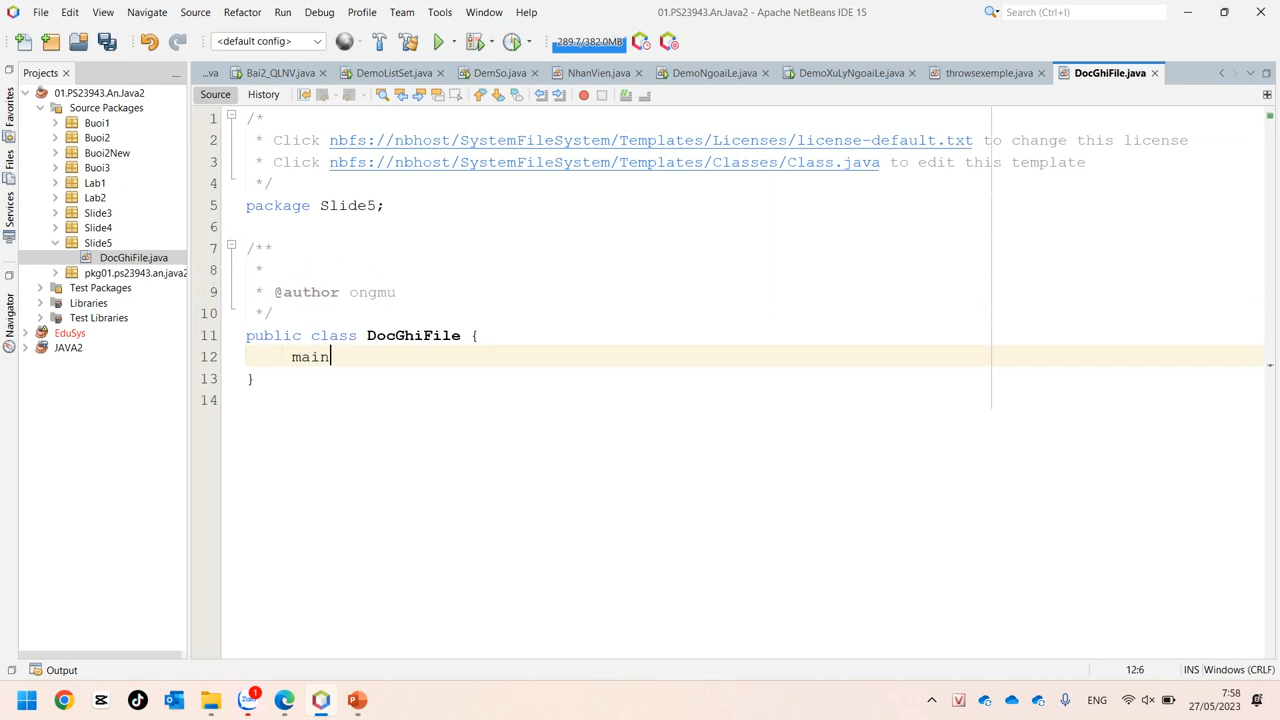 File Edit View Navigate Source Refactor Run Debug Profile Team Tools Window Help
01.PS23943.AnJava2 - Apache NetBeans IDE 15
Search (Ctrl+I)
<default config>
289.7/382.0MB
Projects
...va Bai2_QLNV.java DemoListSet.java DemSo.java NhanVien.java DemoNgoaiLe.java DemoXuLyNgoaiLe.java throwsexemple.java DocGhiFile.java
Source History
Favorites
Files
Services
Navigator
01.PS23943.AnJava2
Source Packages
Buoi1
Buoi2
Buoi2New
Buoi3
Lab1
Lab2
Slide3
Slide4
Slide5
DocGhiFile.java
pkg01.ps23943.an.java2
Test Packages
Libraries
Test Libraries
EduSys
JAVA2
1 /*
2 * Click nbfs://nbhost/SystemFileSystem/Templates/Licenses/license-default.txt to change this license
3 * Click nbfs://nbhost/SystemFileSystem/Templates/Classes/Class.java to edit this template
4 */
5 package Slide5;
6
7 /**
8 *
9 * @author ongmu
10 */
11 public class DocGhiFile {
12 main
13 }
14
Output
12:6 INS Windows (CRLF)
Zalo 1
ENG
7:58
27/05/2023